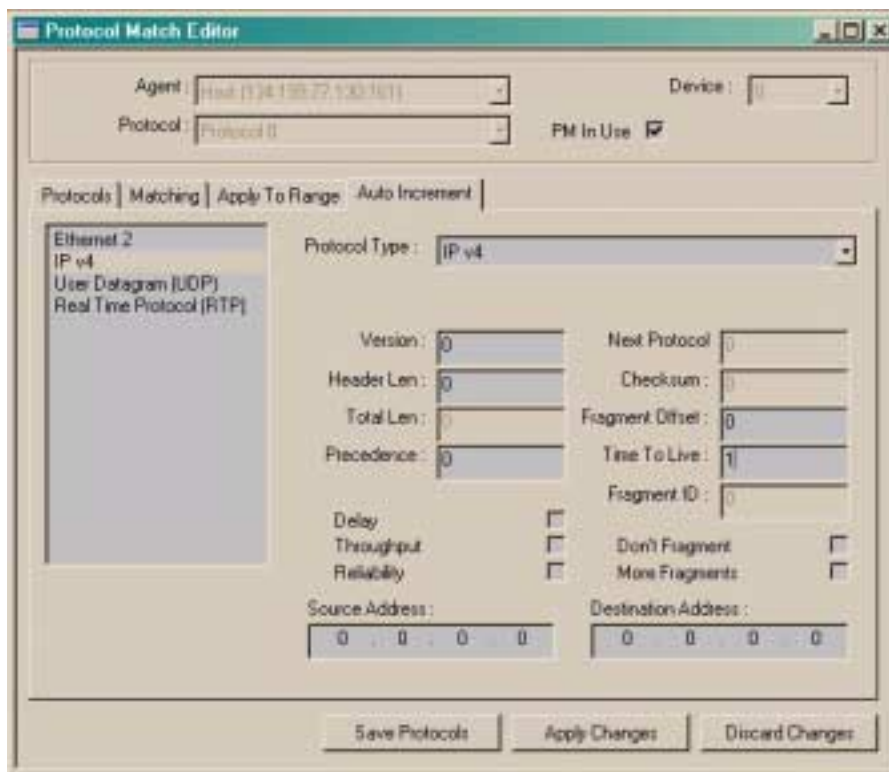 Protocol Match Editor
Agent :
Device :
Protocol : Protocol 0
PM In Use
Protocols Matching Apply To Range Auto Increment
Ethernet 2
IP v4
User Datagram (UDP)
Real Time Protocol (RTP)
Protocol Type : IP v4
Version : 0
Next Protocol 0
Header Len : 0
Checksum : 0
Total Len : 0
Fragment Offset : 0
Precedence : 0
Time To Live : 1
Fragment ID : 0
Delay
Throughput
Don't Fragment
Reliability
More Fragments
Source Address :
Destination Address :
0 . 0 . 0 . 0
0 . 0 . 0 . 0
Save Protocols
Apply Changes
Discard Changes